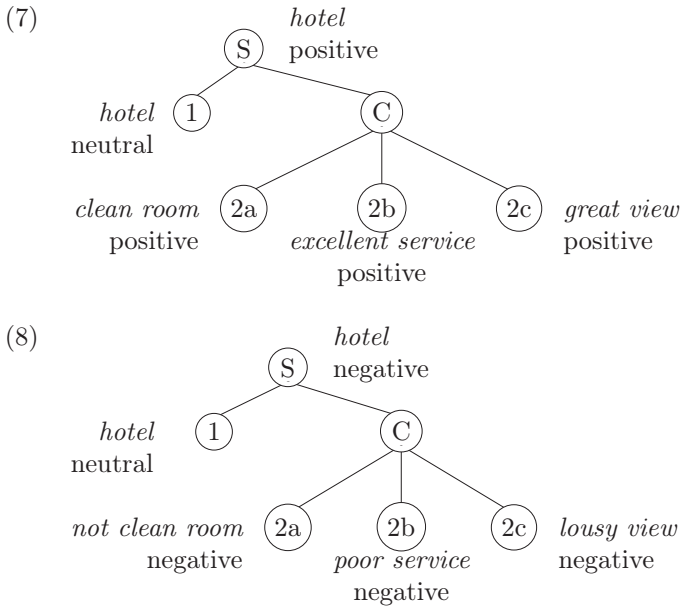 (7)
hotel
positive
S
hotel
neutral
1
C
clean room
positive
2a
2b
excellent service
positive
2c
great view
positive
(8)
hotel
negative
S
hotel
neutral
1
C
not clean room
negative
2a
2b
poor service
negative
2c
lousy view
negative